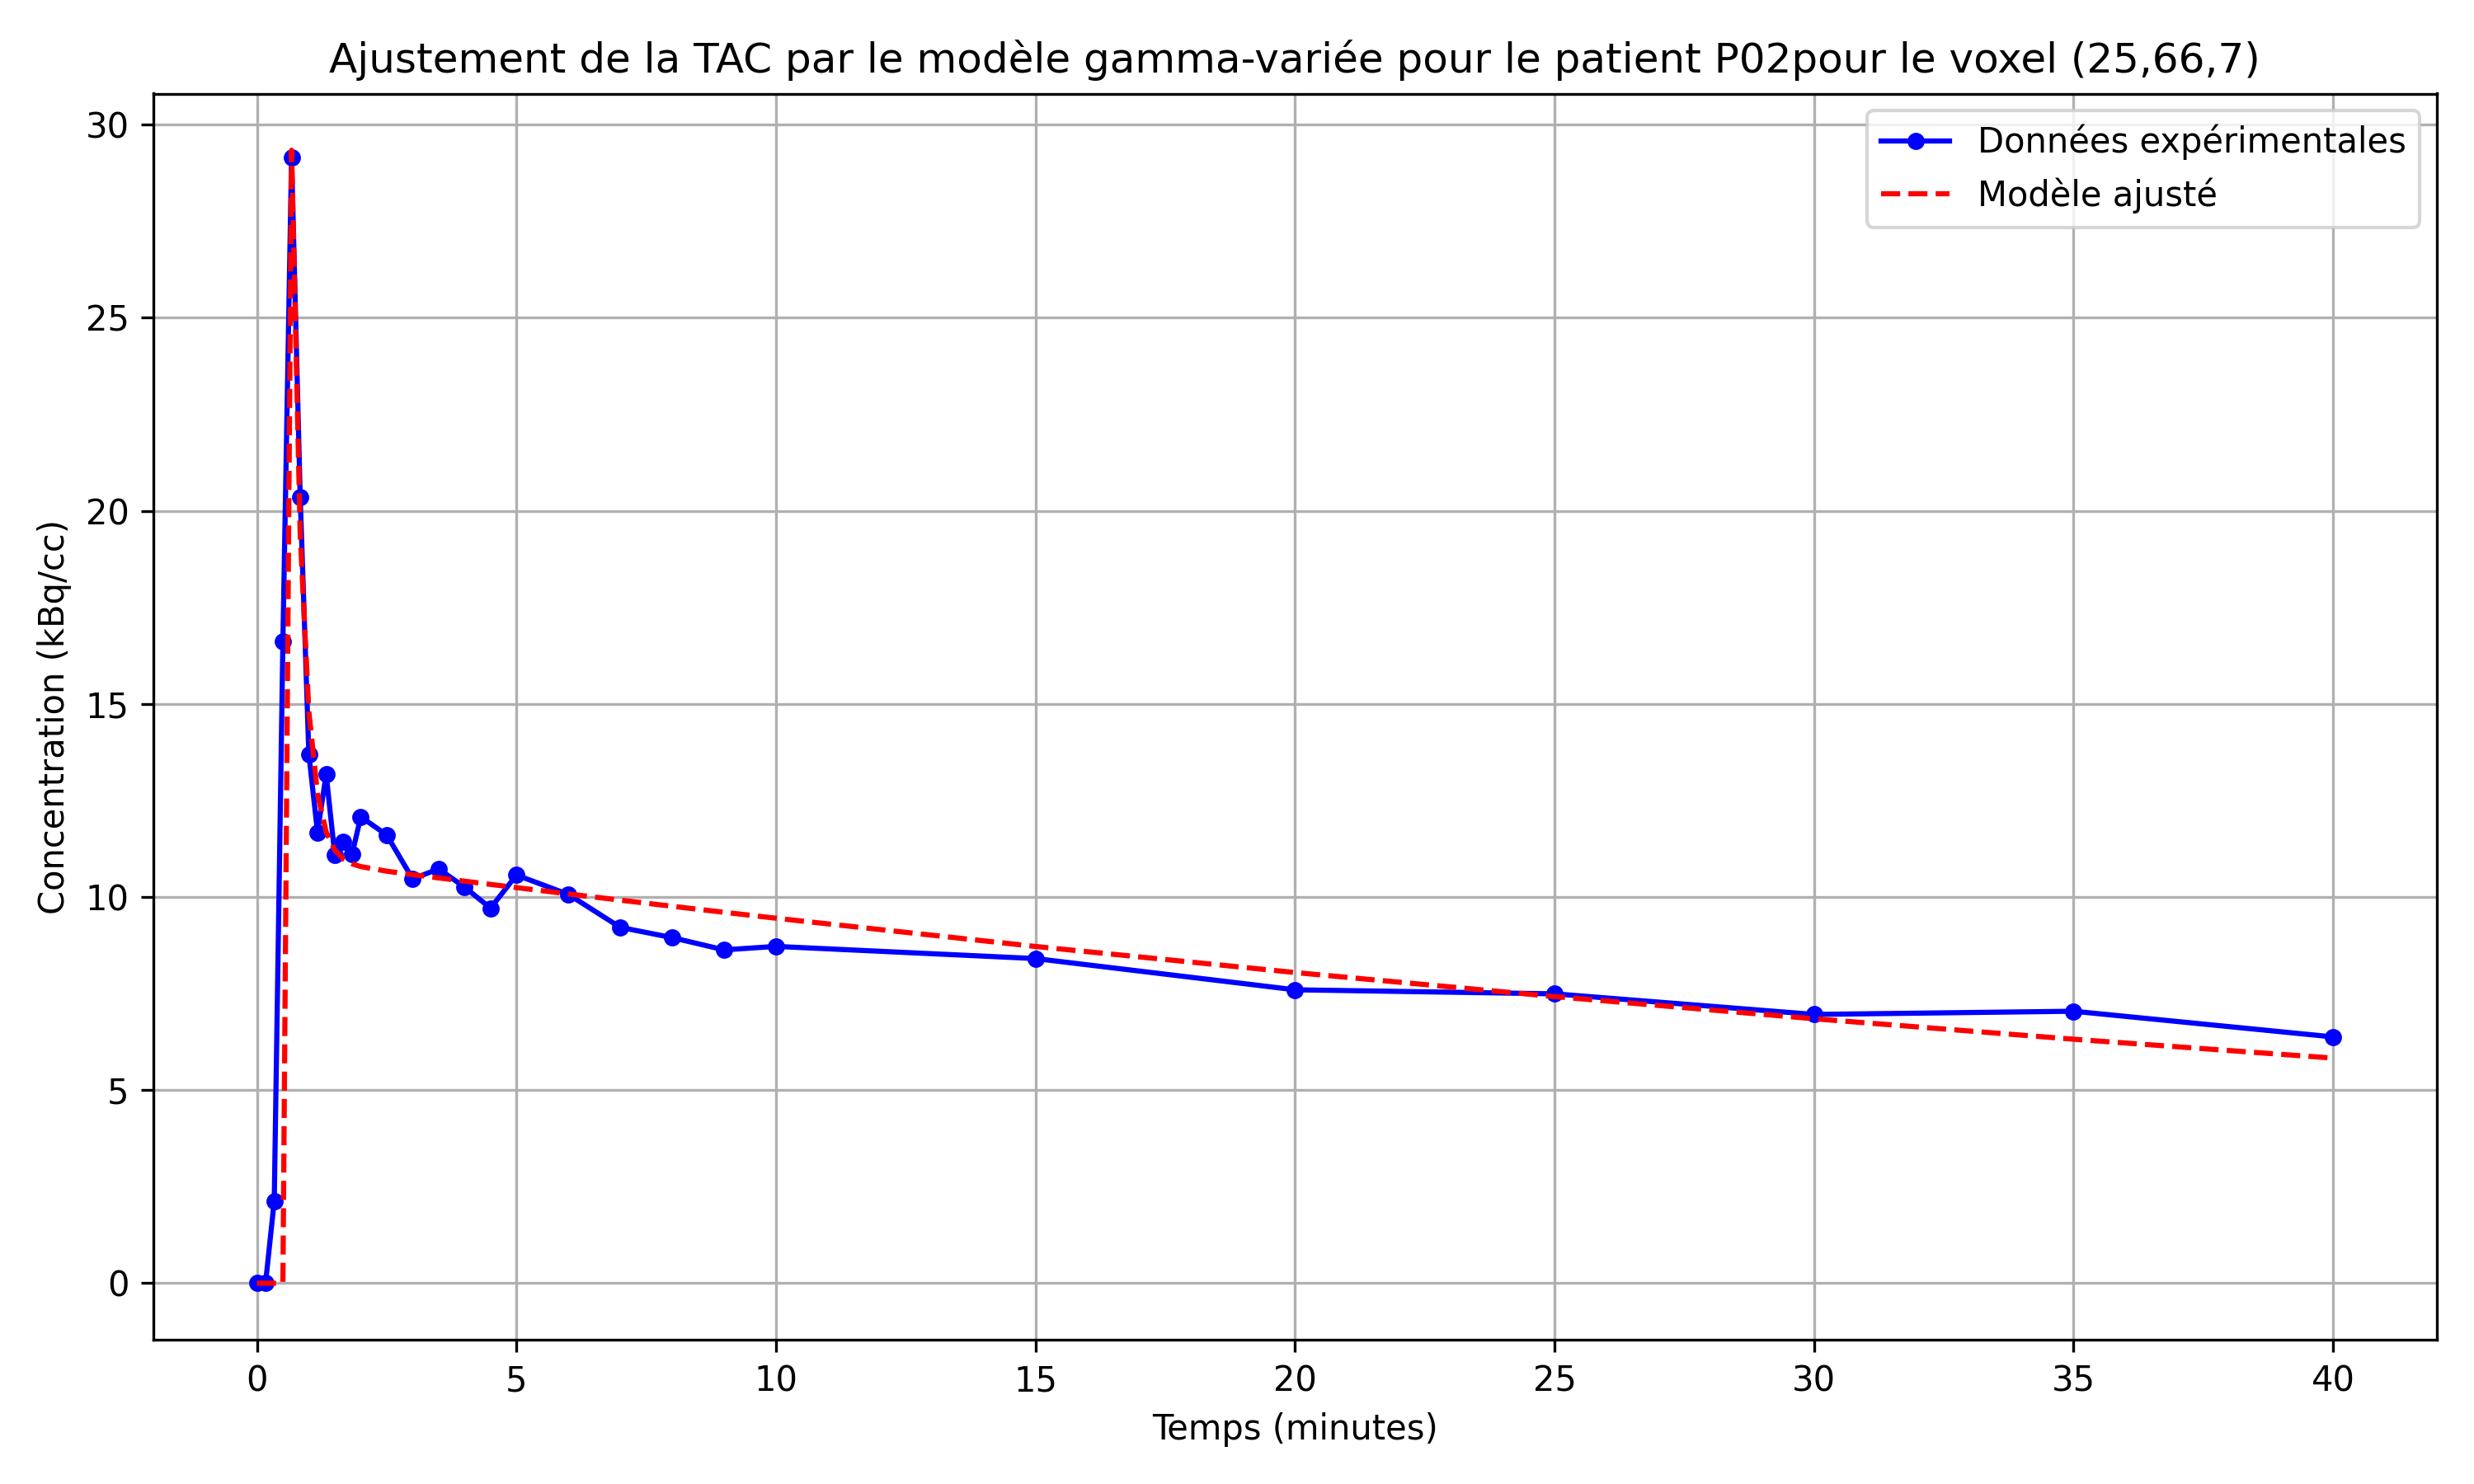 Ajustement de la TAC par le modèle gamma-variée pour le patient P02pour le voxel (25,66,7)
Données expérimentales
Modèle ajusté
Concentration (kBq/cc)
30
25
20
15
10
5
0
0 5 10 15 20 25 30 35 40
Temps (minutes)